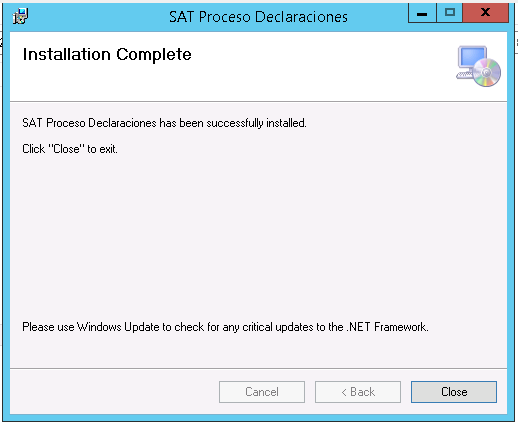 SAT Proceso Declaraciones
Installation Complete
SAT Proceso Declaraciones has been successfully installed.
Click "Close" to exit.
Please use Windows Update to check for any critical updates to the .NET Framework.
Cancel
< Back
Close